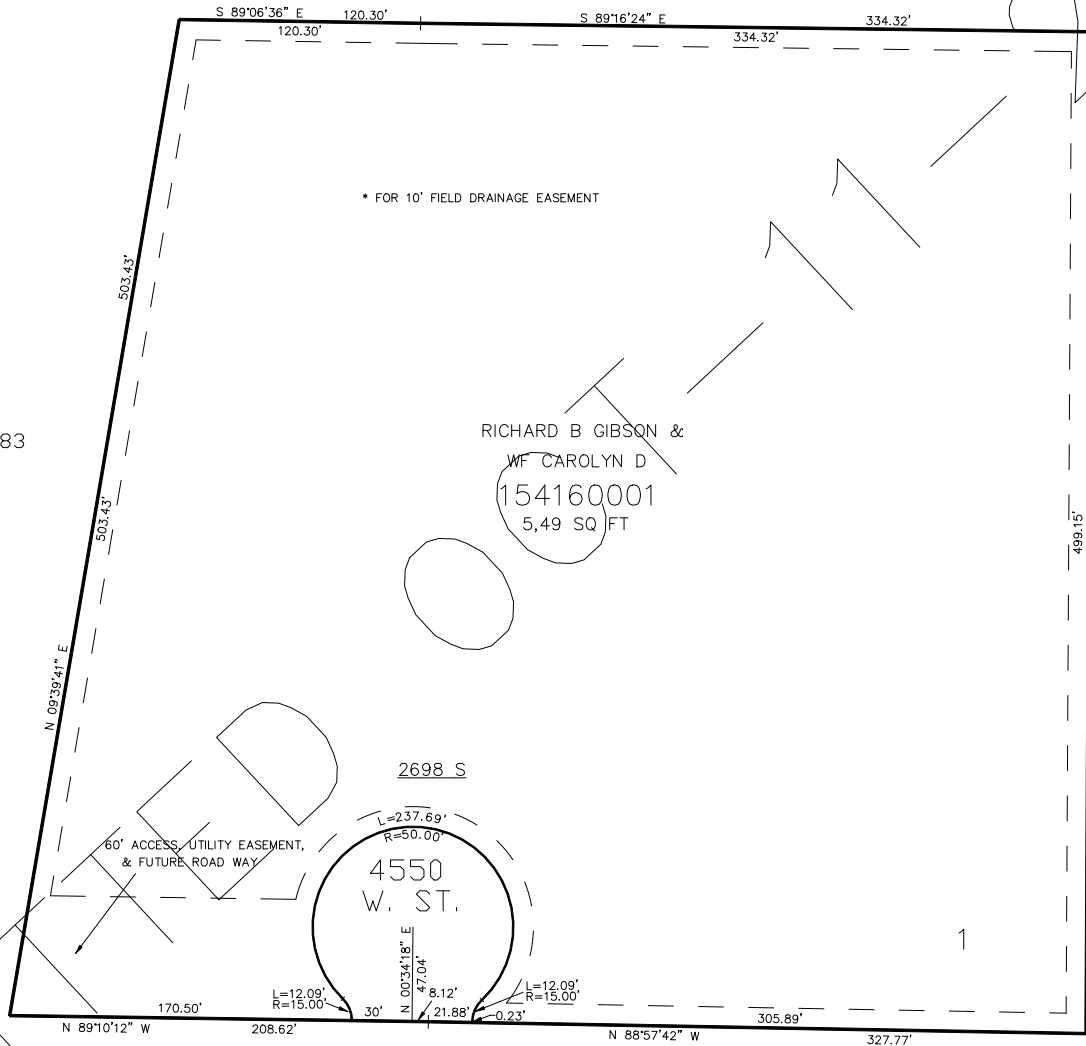 S 89°06'36" E
120.30'
S 89°16'24" E
334.32'
120.30'
334.32'
* FOR 10' FIELD DRAINAGE EASEMENT
503.43'
83
RICHARD B GIBSON &
WF CAROLYN D
154160001
5,49 SQ FT
503.43'
499.15'
N 09°39'41" E
2698 S
L=237.69'
R=50.00'
60' ACCESS, UTILITY EASEMENT,
& FUTURE ROAD WAY
4550
W. ST.
1
N 00°34'18" E
47.04'
L=12.09'
R=15.00'
8.12'
L=12.09'
R=15.00'
170.50'
30'
21.88'
0.23'
305.89'
N 89°10'12" W
208.62'
N 88°57'42" W
327.77'
NOT TED